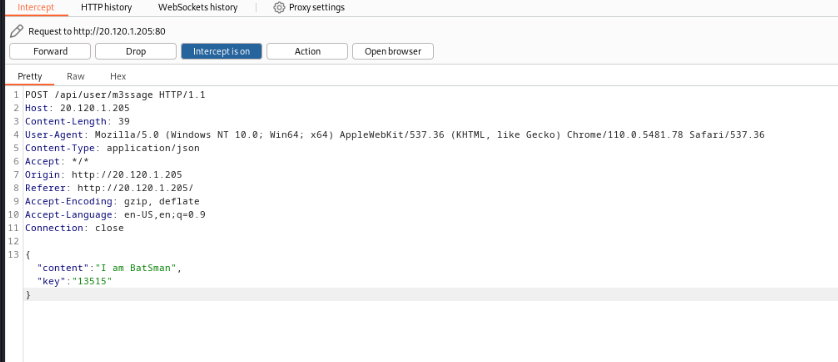 Intercept HTTP history WebSockets history Proxy settings
Request to http://20.120.1.205:80
Forward Drop Intercept is on Action Open browser
Pretty Raw Hex
1 POST /api/user/m3ssage HTTP/1.1
2 Host: 20.120.1.205
3 Content-Length: 39
4 User-Agent: Mozilla/5.0 (Windows NT 10.0; Win64; x64) AppleWebKit/537.36 (KHTML, like Gecko) Chrome/110.0.5481.78 Safari/537.36
5 Content-Type: application/json
6 Accept: */*
7 Origin: http://20.120.1.205
8 Referer: http://20.120.1.205/
9 Accept-Encoding: gzip, deflate
10 Accept-Language: en-US,en;q=0.9
11 Connection: close
12
13 {
"content":"I am BatSman",
"key":"13515"
}